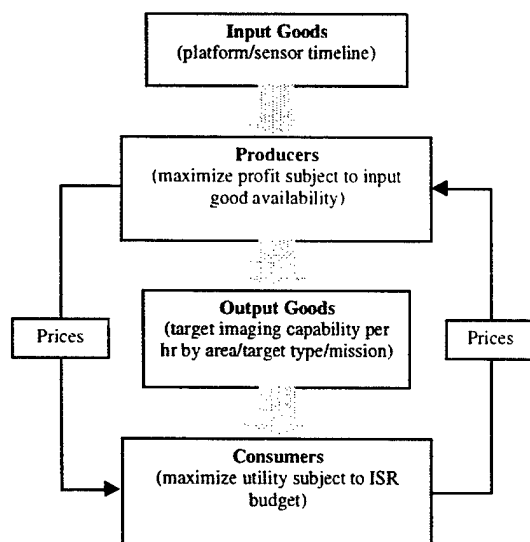 Input Goods
(platform/sensor timeline)
Producers
(maximize profit subject to input
good availability)
Output Goods
(target imaging capability per
hr by area/target type/mission)
Prices
Prices
Consumers
(maximize utility subject to ISR
budget)